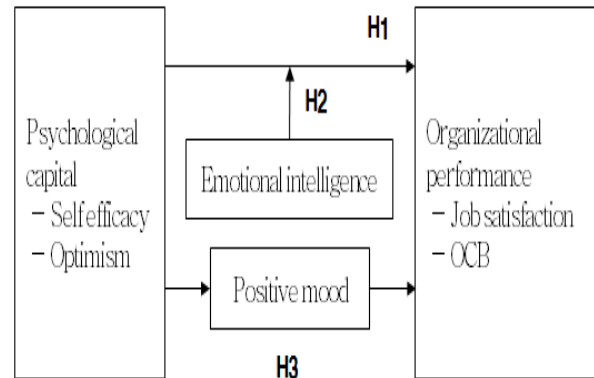 H1
H2
Psychological
capital
− Self efficacy
− Optimism
Emotional intelligence
Positive mood
H3
Organizational
performance
− Job satisfaction
− OCB